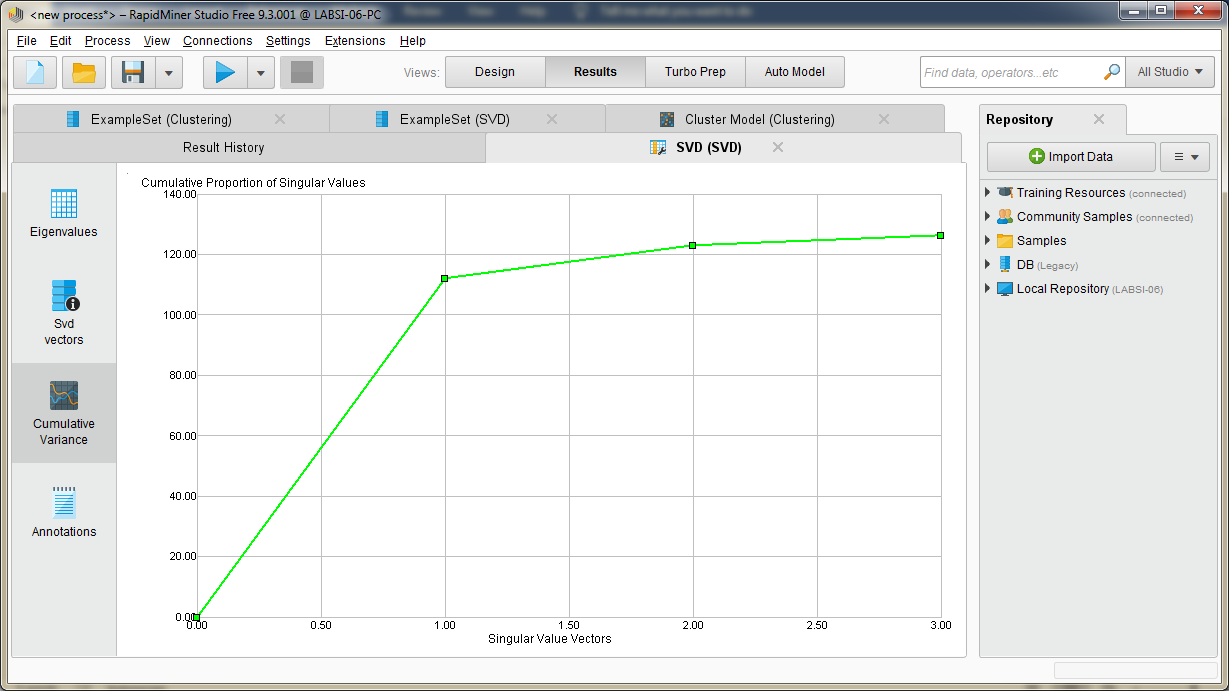 <new process*> – RapidMiner Studio Free 9.3.001 @ LABSI-06-PC
File Edit Process View Connections Settings Extensions Help
Views: Design Results Turbo Prep Auto Model
Find data, operators...etc
All Studio
ExampleSet (Clustering)
ExampleSet (SVD)
Cluster Model (Clustering)
Result History
SVD (SVD)
Eigenvalues
Svd
vectors
Cumulative
Variance
Annotations
Cumulative Proportion of Singular Values
140.00
120.00
100.00
80.00
60.00
40.00
20.00
0.00
0.00 0.50 1.00 1.50 2.00 2.50 3.00
Singular Value Vectors
Repository
Import Data
Training Resources (connected)
Community Samples (connected)
Samples
DB (Legacy)
Local Repository (LABSI-06)